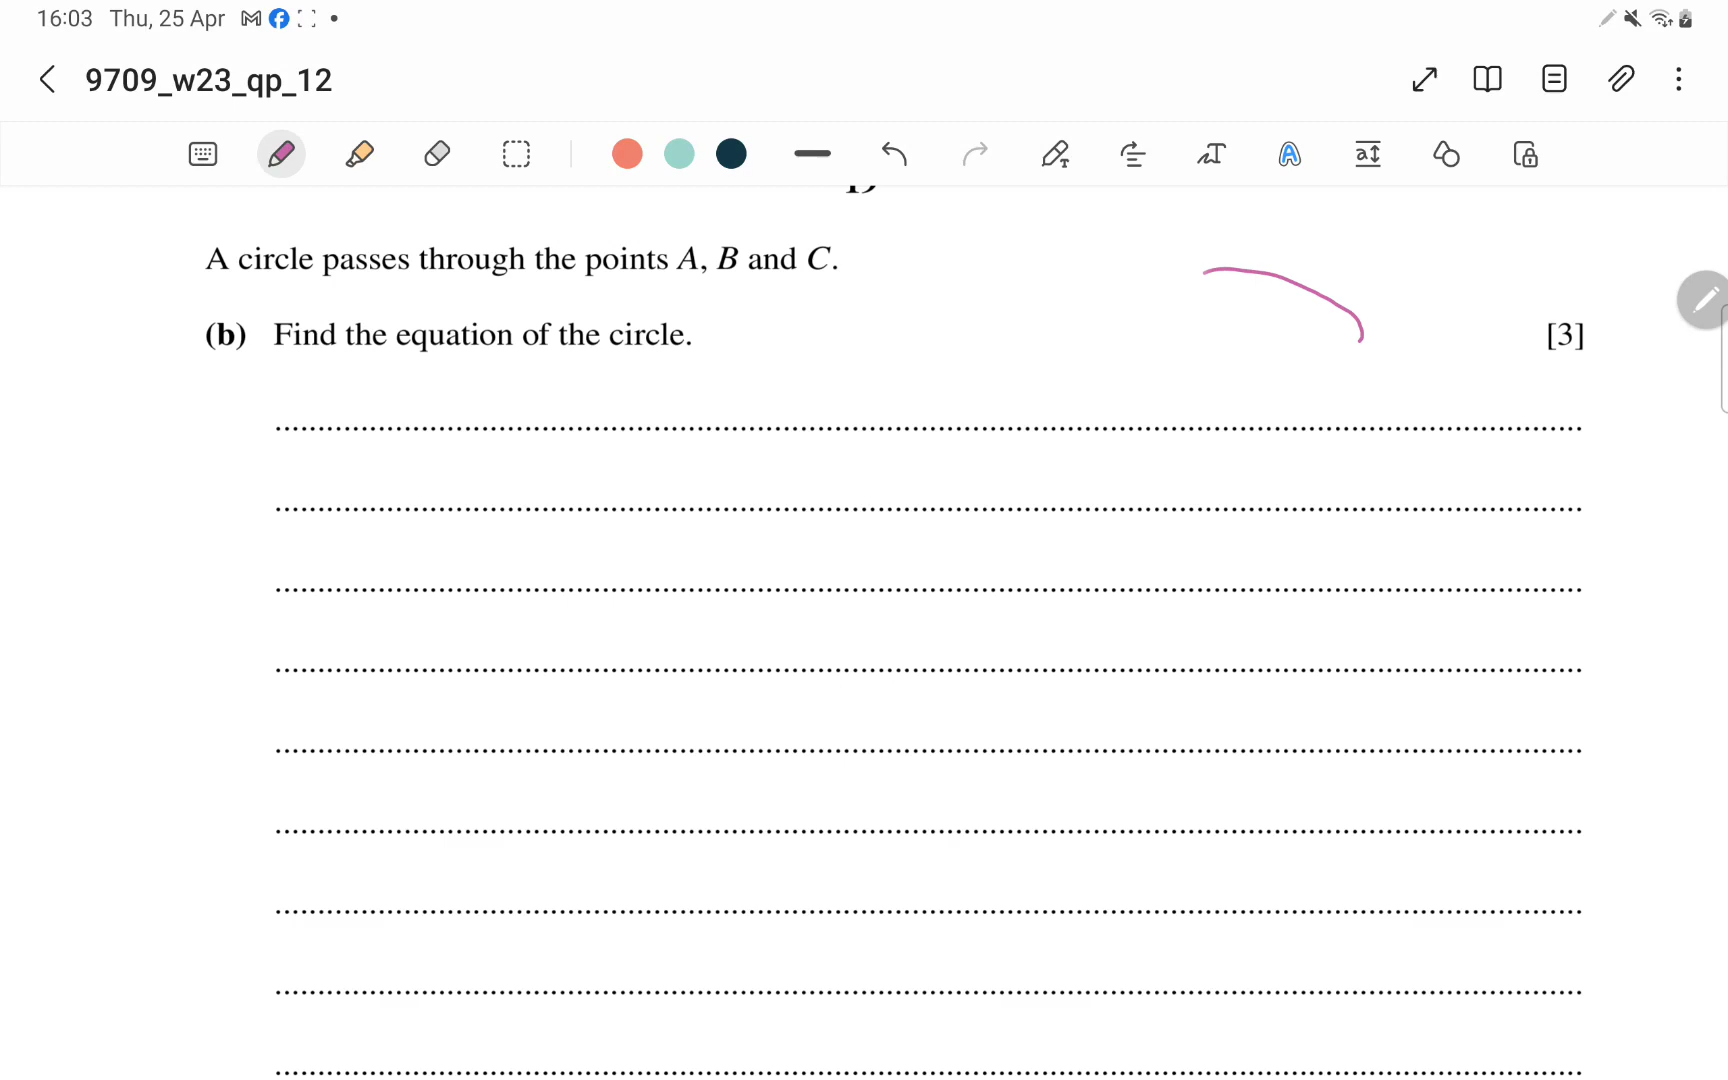 16:03 Thu, 25 Apr
9709_w23_qp_12
A circle passes through the points A, B and C.
(b) Find the equation of the circle. [3]